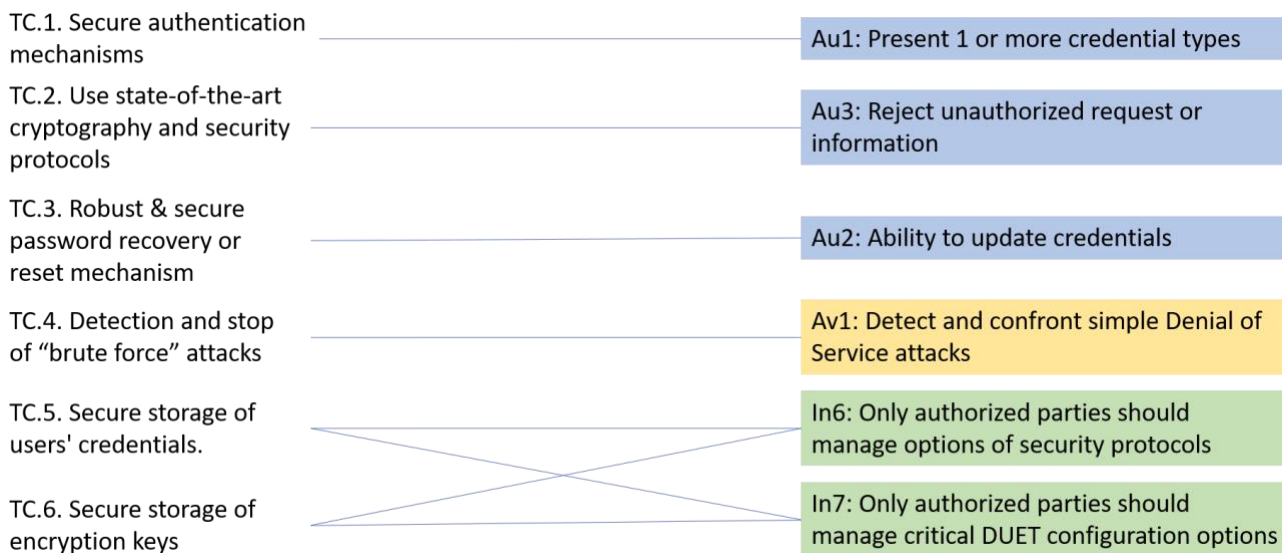 TC.1. Secure authentication
mechanisms
Au1: Present 1 or more credential types
TC.2. Use state-of-the-art
cryptography and security
protocols
Au3: Reject unauthorized request or
information
TC.3. Robust & secure
password recovery or
reset mechanism
Au2: Ability to update credentials
TC.4. Detection and stop
of “brute force” attacks
Av1: Detect and confront simple Denial of
Service attacks
TC.5. Secure storage of
users' credentials.
In6: Only authorized parties should
manage options of security protocols
TC.6. Secure storage of
encryption keys
In7: Only authorized parties should
manage critical DUET configuration options